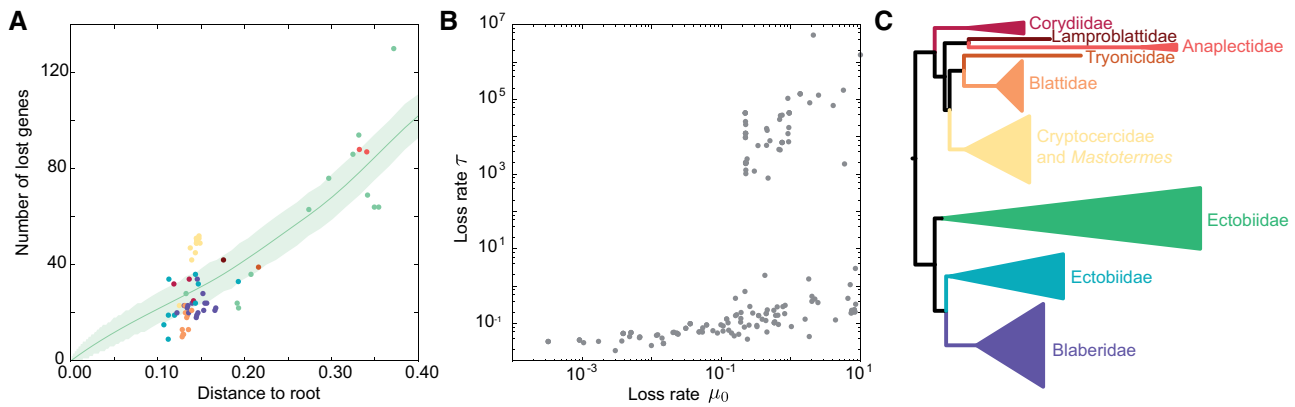 A
Number of lost genes
120
80
40
0
0.00
0.10
0.20
0.30
0.40
Distance to root
B
Loss rate τ
10^7
10^5
10^3
10^1
10^-1
10^-3
10^-1
10^1
Loss rate μ_0
C
Corydiidae
Lamproblattidae
Anaplectidae
Tryonicidae
Blattidae
Cryptocercidae
and Mastotermes
Ectobiidae
Ectobiidae
Blaberidae